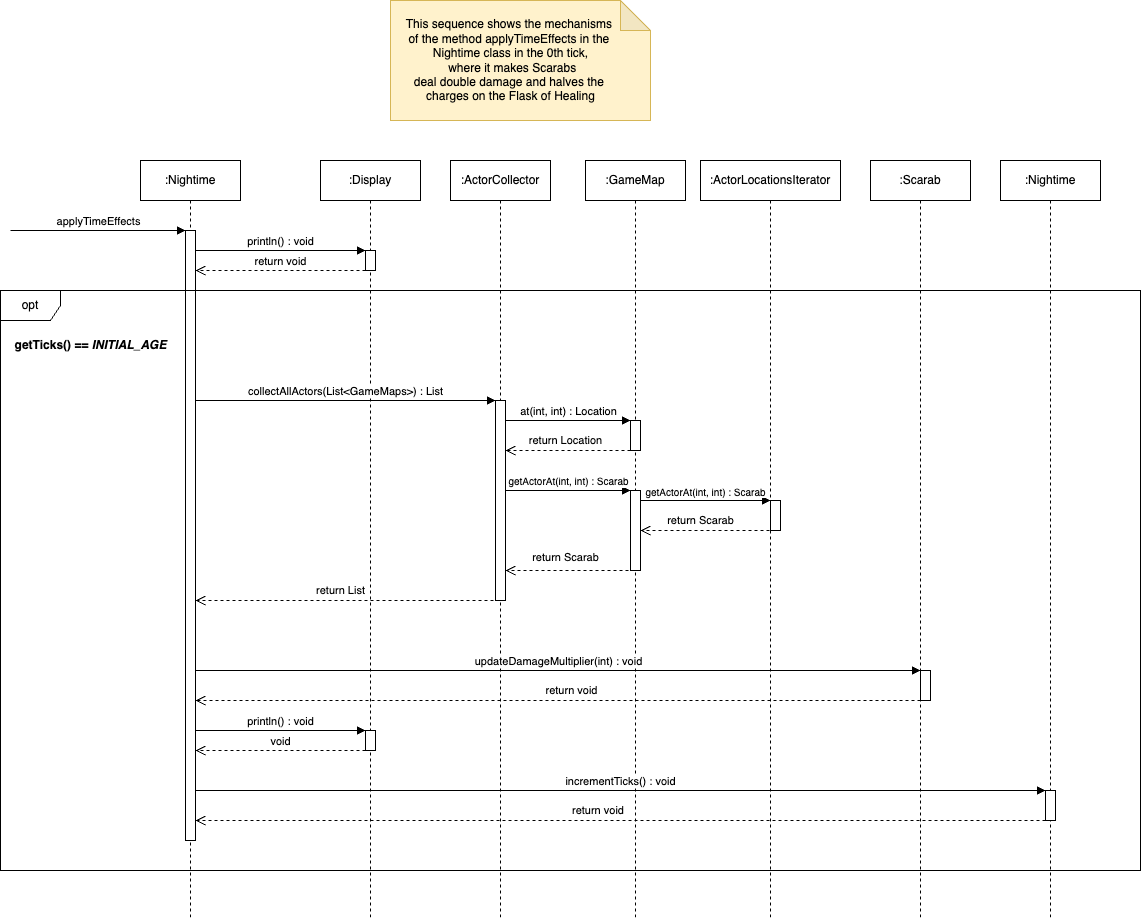 This sequence shows the mechanisms
of the method applyTimeEffects in the
Nightime class in the 0th tick,
where it makes Scarabs
deal double damage and halves the
charges on the Flask of Healing
:Nightime
:Display
:ActorCollector
:GameMap
:ActorLocationsIterator
:Scarab
:Nightime
applyTimeEffects
println() : void
return void
opt
getTicks() == INITIAL_AGE
collectAllActors(List<GameMaps>) : List
at(int, int) : Location
return Location
getActorAt(int, int) : Scarab
getActorAt(int, int) : Scarab
return Scarab
return Scarab
return List
updateDamageMultiplier(int) : void
return void
println() : void
void
incrementTicks() : void
return void